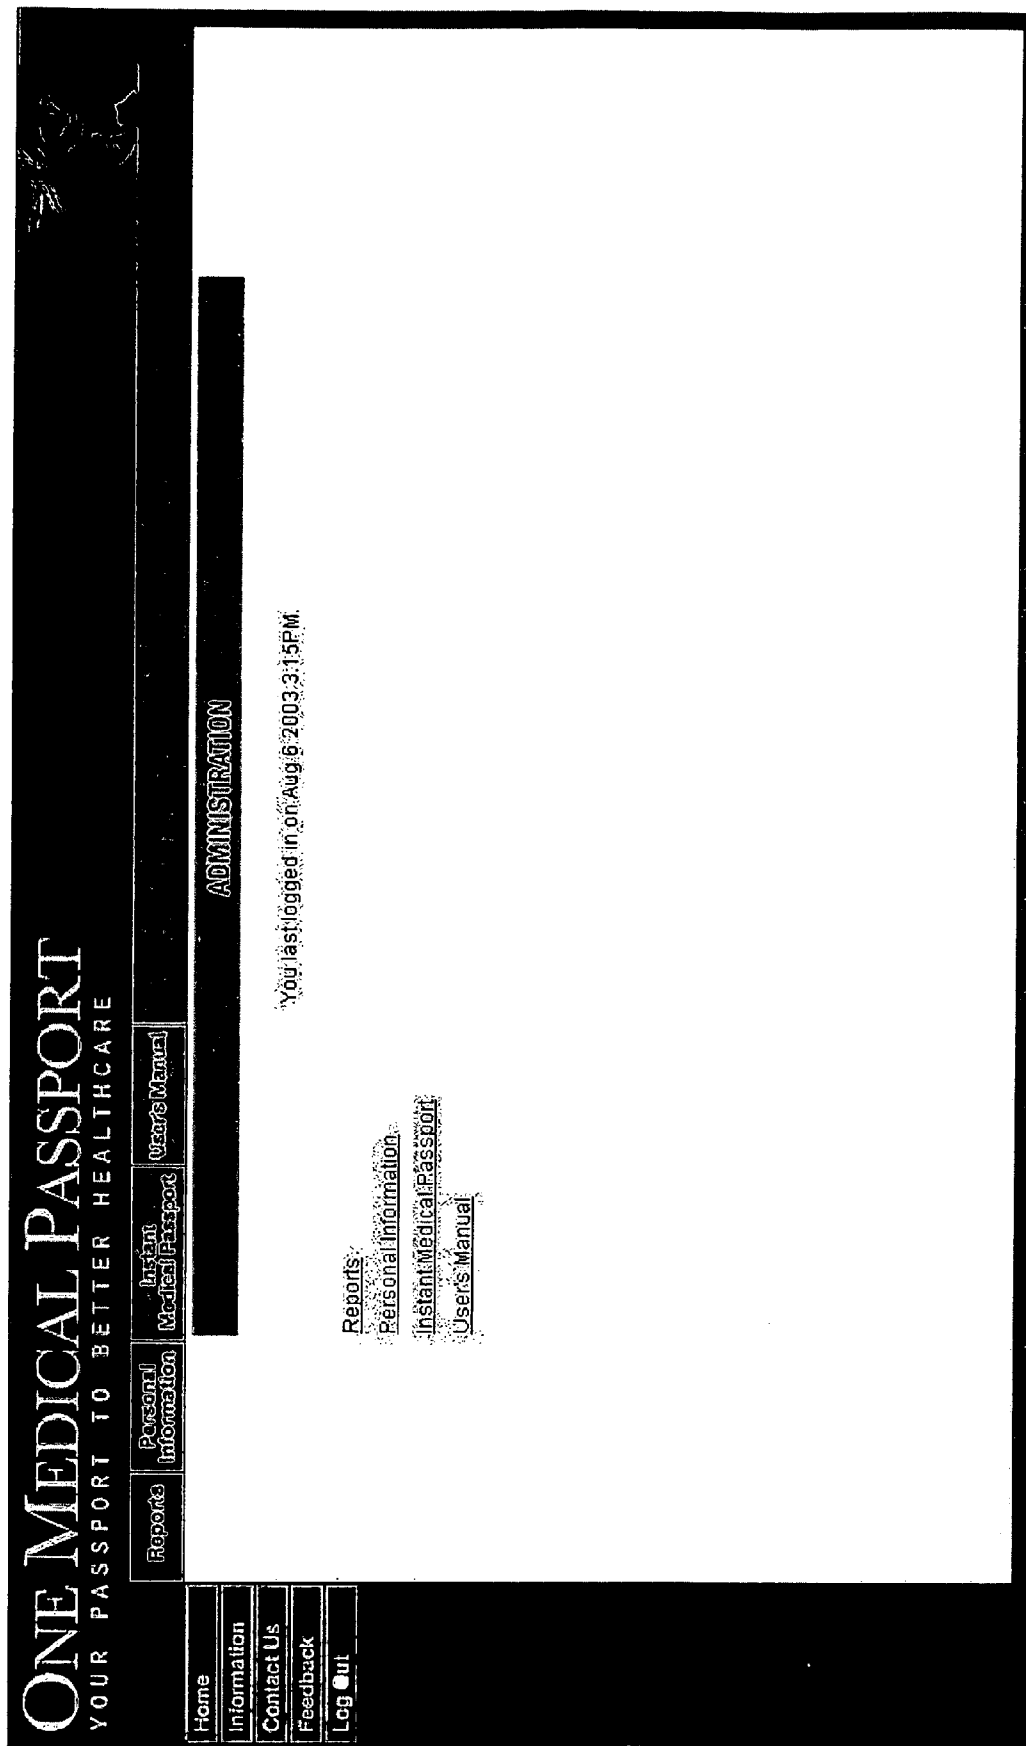 ONE MEDICAL PASSPORT
YOUR PASSPORT TO BETTER HEALTHCARE
Reports
Personal
Information
Instant
Medical Passport
User's Manual
Home
Information
Contact Us
Feedback
Log Out
ADMINISTRATION
You last logged in on Aug 6 2003 3:15PM.
Reports
Personal Information
Instant Medical Passport
User's Manual